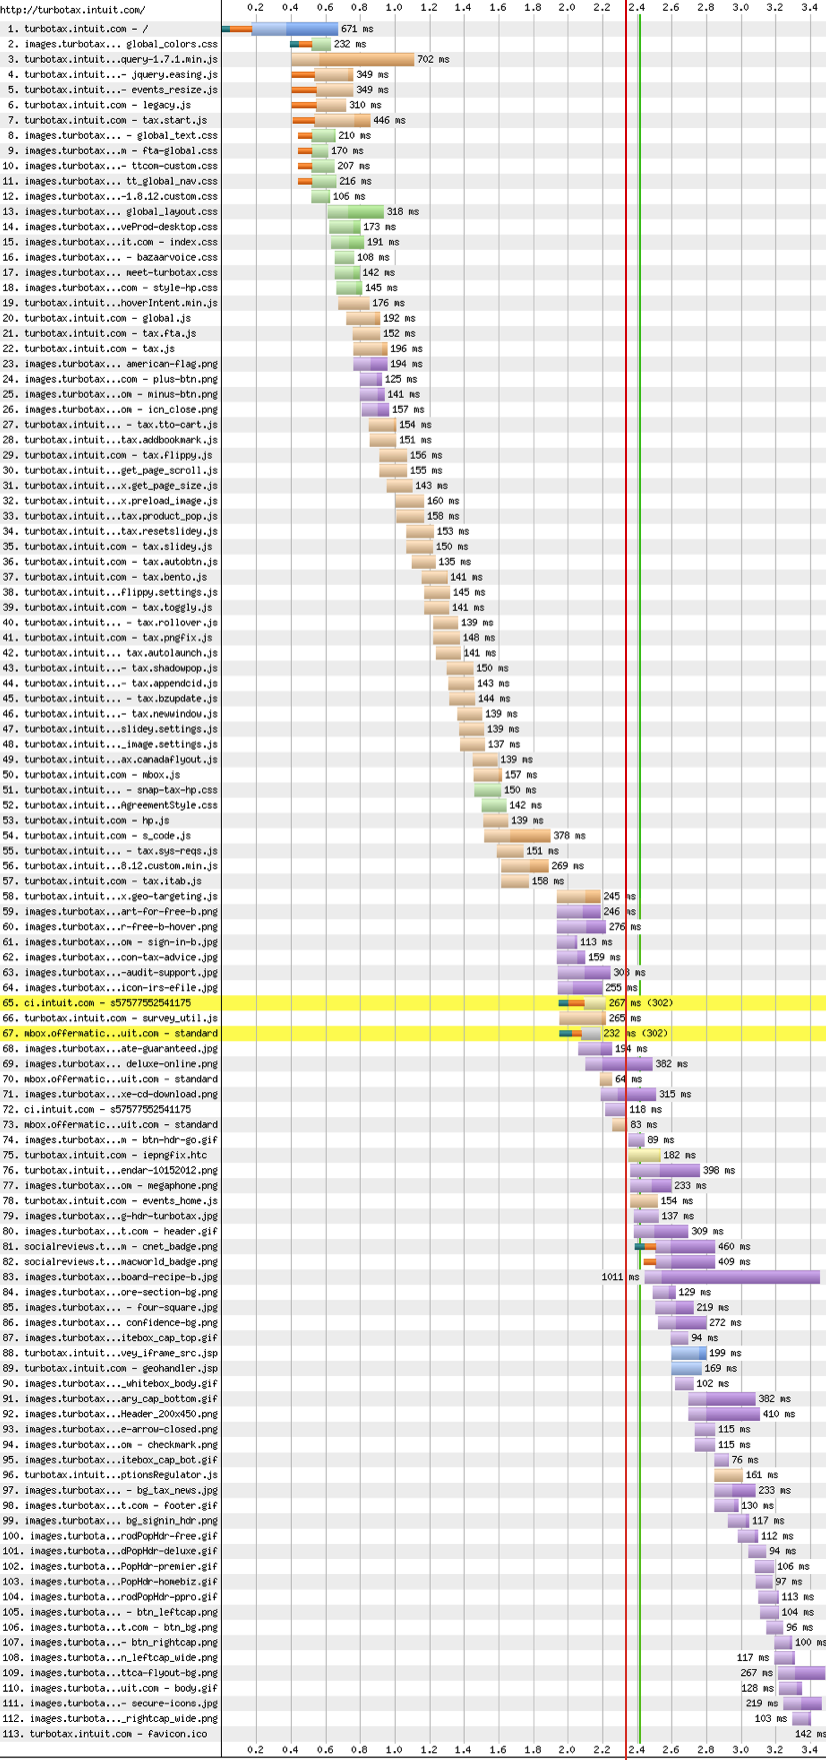 http://turbotax.intuit.com/
0.2 0.4 0.6 0.8 1.0 1.2 1.4 1.6 1.8 2.0 2.2 2.4 2.6 2.8 3.0 3.2 3.4
1. turbotax.intuit.com - / 671 ms
2. images.turbotax... global_colors.css 232 ms
3. turbotax.intuit...query-1.7.1.min.js 702 ms
4. turbotax.intuit...- jquery.easing.js 349 ms
5. turbotax.intuit...- events_resize.js 349 ms
6. turbotax.intuit.com - legacy.js 310 ms
7. turbotax.intuit.com - tax.start.js 446 ms
8. images.turbotax... - global_text.css 210 ms
9. images.turbotax...m - fta-global.css 170 ms
10. images.turbotax... - ttcom-custom.css 207 ms
11. images.turbotax... tt_global_nav.css 216 ms
12. images.turbotax...-1.8.12.custom.css 106 ms
13. images.turbotax... global_layout.css 318 ms
14. images.turbotax...veProd-desktop.css 173 ms
15. images.turbotax...it.com - index.css 191 ms
16. images.turbotax... - bazaarvoice.css 108 ms
17. images.turbotax... meet-turbotax.css 142 ms
18. images.turbotax...com - style-hp.css 145 ms
19. turbotax.intuit...hoverIntent.min.js 176 ms
20. turbotax.intuit.com - global.js 192 ms
21. turbotax.intuit.com - tax.fta.js 152 ms
22. turbotax.intuit.com - tax.js 196 ms
23. images.turbotax... american-flag.png 194 ms
24. images.turbotax...com - plus-btn.png 125 ms
25. images.turbotax...om - minus-btn.png 141 ms
26. images.turbotax...om - icn_close.png 157 ms
27. turbotax.intuit... - tax.tto-cart.js 154 ms
28. turbotax.intuit...tax.addbookmark.js 151 ms
29. turbotax.intuit.com - tax.flippy.js 156 ms
30. turbotax.intuit...get_page_scroll.js 155 ms
31. turbotax.intuit...x.get_page_size.js 143 ms
32. turbotax.intuit...x.preload_image.js 160 ms
33. turbotax.intuit...tax.product_pop.js 158 ms
34. turbotax.intuit...tax.resetslidey.js 153 ms
35. turbotax.intuit.com - tax.slidey.js 150 ms
36. turbotax.intuit.com - tax.autobtn.js 135 ms
37. turbotax.intuit.com - tax.bento.js 141 ms
38. turbotax.intuit...flippy.settings.js 145 ms
39. turbotax.intuit.com - tax.toggly.js 141 ms
40. turbotax.intuit... - tax.rollover.js 139 ms
41. turbotax.intuit.com - tax.pngfix.js 148 ms
42. turbotax.intuit... tax.autolaunch.js 141 ms
43. turbotax.intuit...- tax.shadowpop.js 150 ms
44. turbotax.intuit...- tax.appendcid.js 143 ms
45. turbotax.intuit... - tax.bzupdate.js 144 ms
46. turbotax.intuit...- tax.newwindow.js 139 ms
47. turbotax.intuit...slidey.settings.js 139 ms
48. turbotax.intuit..._image.settings.js 137 ms
49. turbotax.intuit...ax.canadaflyout.js 139 ms
50. turbotax.intuit.com - mbox.js 157 ms
51. turbotax.intuit... - snap-tax-hp.css 150 ms
52. turbotax.intuit...AgreementStyle.css 142 ms
53. turbotax.intuit.com - hp.js 139 ms
54. turbotax.intuit.com - s_code.js 378 ms
55. turbotax.intuit... - tax.sys-reqs.js 151 ms
56. turbotax.intuit...8.12.custom.min.js 269 ms
57. turbotax.intuit.com - tax.itab.js 158 ms
58. turbotax.intuit...x.geo-targeting.js 245 ms
59. images.turbotax...art-for-free-b.png 246 ms
60. images.turbotax...r-free-b-hover.png 276 ms
61. images.turbotax...om - sign-in-b.jpg 113 ms
62. images.turbotax...con-tax-advice.jpg 159 ms
63. images.turbotax...-audit-support.jpg 303 ms
64. images.turbotax...icon-irs-efile.jpg 255 ms
65. ci.intuit.com - s57577552541175 267 ms (302)
66. turbotax.intuit.com - survey_util.js 265 ms
67. mbox.offermatic...uit.com - standard 232 ms (302)
68. images.turbotax...ate-guaranteed.jpg 194 ms
69. images.turbotax... deluxe-online.png 382 ms
70. mbox.offermatic...uit.com - standard 64 ms
71. images.turbotax...xe-cd-download.png 315 ms
72. ci.intuit.com - s57577552541175 118 ms
73. mbox.offermatic...uit.com - standard 83 ms
74. images.turbotax...m - btn-hdr-go.gif 89 ms
75. turbotax.intuit.com - iepngfix.htc 182 ms
76. turbotax.intuit...endar-10152012.png 398 ms
77. images.turbotax...om - megaphone.png 233 ms
78. turbotax.intuit.com - events_home.js 154 ms
79. images.turbotax...g-hdr-turbotax.jpg 137 ms
80. images.turbotax...t.com - header.gif 309 ms
81. socialreviews.t...m - cnet_badge.png 460 ms
82. socialreviews.t...macworld_badge.png 409 ms
83. images.turbotax...board-recipe-b.jpg 1011 ms
84. images.turbotax...ore-section-bg.png 129 ms
85. images.turbotax... - four-square.jpg 219 ms
86. images.turbotax... confidence-bg.png 272 ms
87. images.turbotax...itebox_cap_top.gif 94 ms
88. turbotax.intuit...vey_iframe_src.jsp 199 ms
89. turbotax.intuit.com - geohandler.jsp 169 ms
90. images.turbotax..._whitebox_body.gif 102 ms
91. images.turbotax...ary_cap_bottom.gif 382 ms
92. images.turbotax...Header_200x450.png 410 ms
93. images.turbotax...e-arrow-closed.png 115 ms
94. images.turbotax...om - checkmark.png 115 ms
95. images.turbotax...itebox_cap_bot.gif 76 ms
96. turbotax.intuit...ptionsRegulator.js 161 ms
97. images.turbotax... - bg_tax_news.jpg 233 ms
98. images.turbotax...t.com - footer.gif 130 ms
99. images.turbotax... bg_signin_hdr.png 117 ms
100. images.turbota...rodPopHdr-free.gif 112 ms
101. images.turbota...dPopHdr-deluxe.gif 94 ms
102. images.turbota...PopHdr-premier.gif 106 ms
103. images.turbota...PopHdr-homebiz.gif 97 ms
104. images.turbota...rodPopHdr-ppro.gif 113 ms
105. images.turbota... - btn_leftcap.png 104 ms
106. images.turbota...t.com - btn_bg.png 96 ms
107. images.turbota...- btn_rightcap.png 100 ms
108. images.turbota...n_leftcap_wide.png 117 ms
109. images.turbota...ttca-flyout-bg.png 267 ms
110. images.turbota...uit.com - body.gif 128 ms
111. images.turbota...- secure-icons.jpg 219 ms
112. images.turbota..._rightcap_wide.png 103 ms
113. turbotax.intuit.com - favicon.ico 142 ms
0.2 0.4 0.6 0.8 1.0 1.2 1.4 1.6 1.8 2.0 2.2 2.4 2.6 2.8 3.0 3.2 3.4